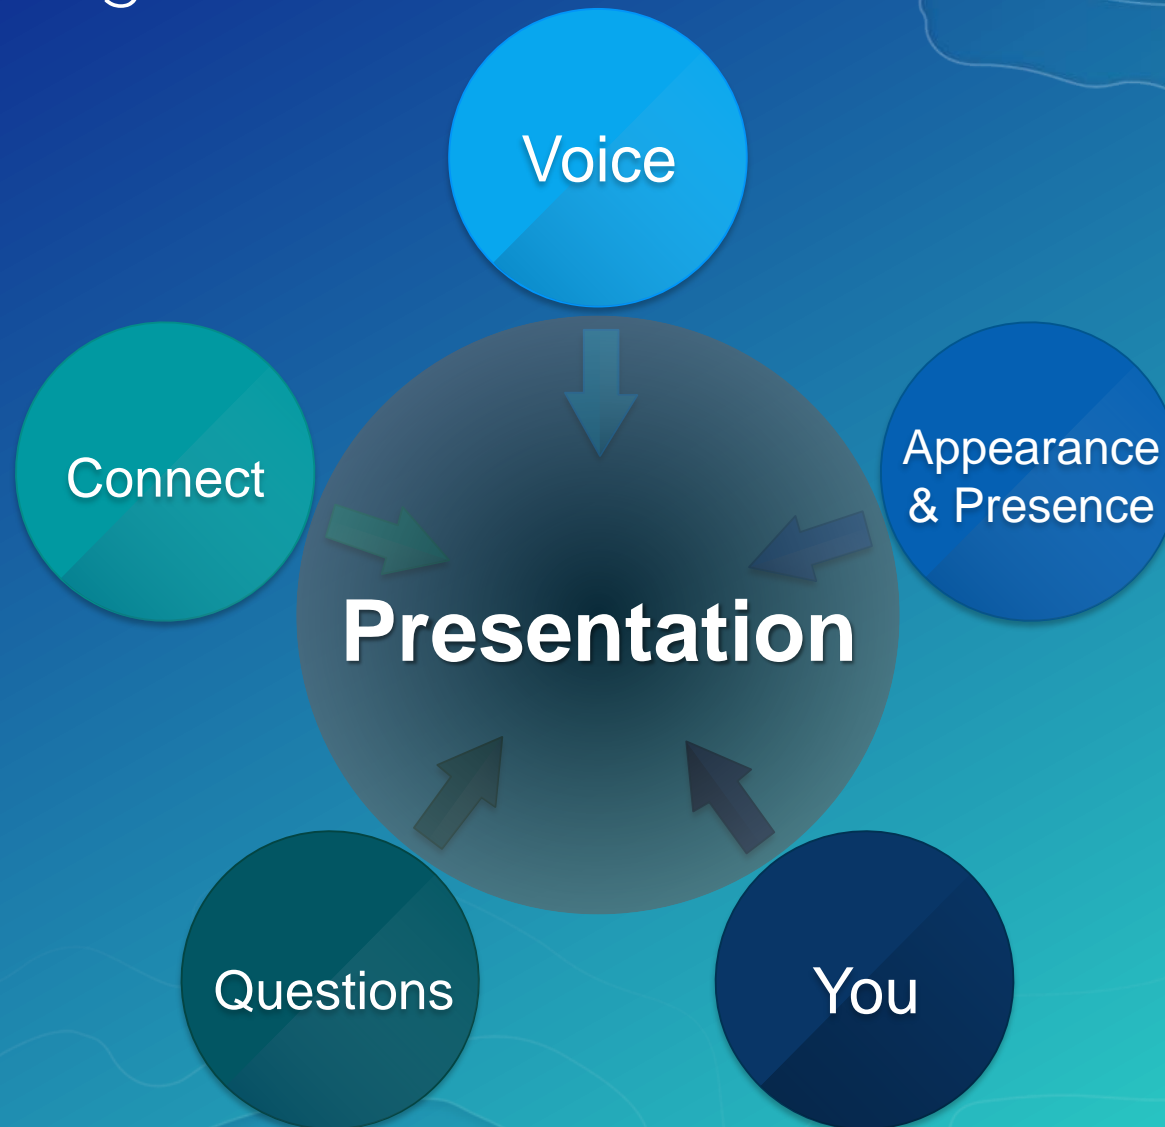 Voice
Connect
Appearance
& Presence
Presentation
Questions
You